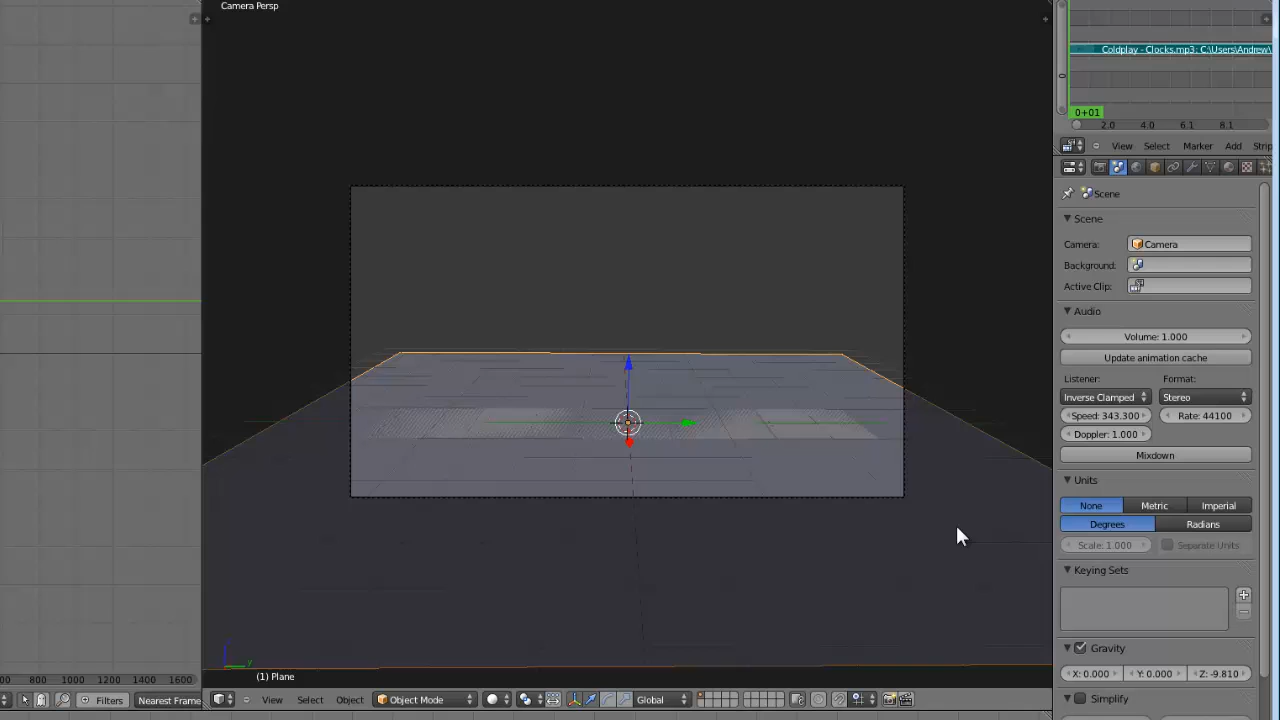 Camera Persp
Coldplay - Clocks.mp3: C:\Users\Andrew\
0+01
2.0 4.0 6.1 8.1
View Select Marker Add Strip
Scene
Scene
Camera: Camera
Background:
Active Clip:
Audio
Volume: 1.000
Update animation cache
Listener: Format:
Inverse Clamped Stereo
Speed: 343.300 Rate: 44100
Doppler: 1.000
Mixdown
Units
None Metric Imperial
Degrees Radians
Scale: 1.000 Separate Units
Keying Sets
Gravity
X: 0.000 Y: 0.000 Z: -9.810
Simplify
y
(1) Plane
00 800 1000 1200 1400 1600
Filters Nearest Frame
View Select Object Object Mode Global